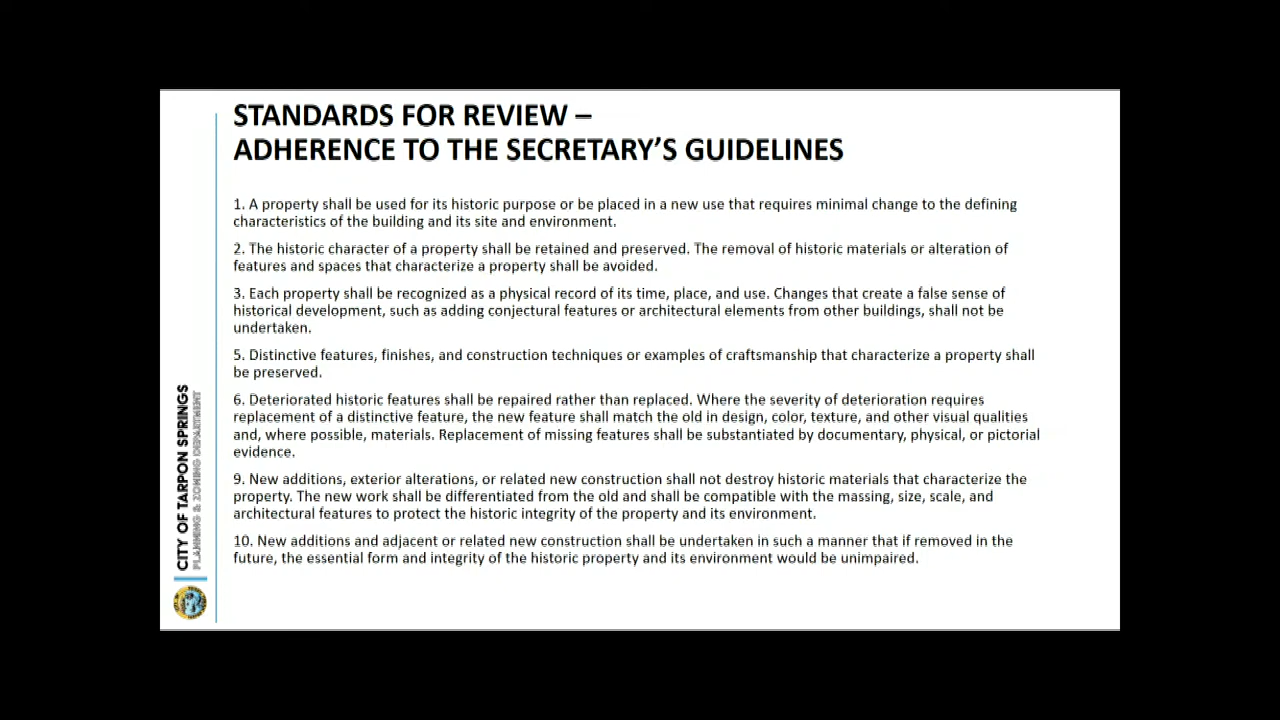 STANDARDS FOR REVIEW –
ADHERENCE TO THE SECRETARY'S GUIDELINES
1. A property shall be used for its historic purpose or be placed in a new use that requires minimal change to the defining
characteristics of the building and its site and environment.
2. The historic character of a property shall be retained and preserved. The removal of historic materials or alteration of
features and spaces that characterize a property shall be avoided.
3. Each property shall be recognized as a physical record of its time, place, and use. Changes that create a false sense of
historical development, such as adding conjectural features or architectural elements from other buildings, shall not be
undertaken.
5. Distinctive features, finishes, and construction techniques or examples of craftsmanship that characterize a property shall
be preserved.
6. Deteriorated historic features shall be repaired rather than replaced. Where the severity of deterioration requires
replacement of a distinctive feature, the new feature shall match the old in design, color, texture, and other visual qualities
and, where possible, materials. Replacement of missing features shall be substantiated by documentary, physical, or pictorial
evidence.
9. New additions, exterior alterations, or related new construction shall not destroy historic materials that characterize the
property. The new work shall be differentiated from the old and shall be compatible with the massing, size, scale, and
architectural features to protect the historic integrity of the property and its environment.
10. New additions and adjacent or related new construction shall be undertaken in such a manner that if removed in the
future, the essential form and integrity of the historic property and its environment would be unimpaired.
CITY OF TARPON SPRINGS
PLANNING & ZONING DEPARTMENT